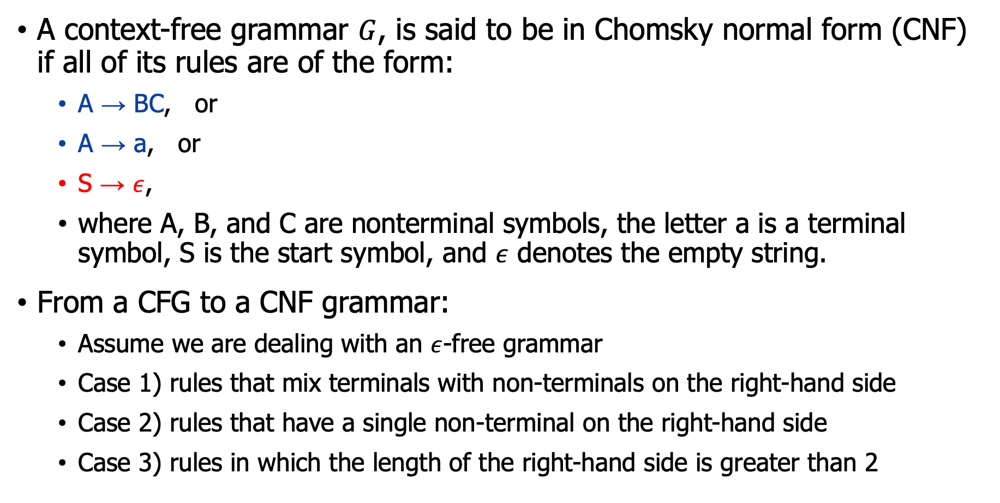 • A context-free grammar G, is said to be in Chomsky normal form (CNF)
if all of its rules are of the form:
• A → BC, or
• A → a, or
• S → ϵ,
• where A, B, and C are nonterminal symbols, the letter a is a terminal
symbol, S is the start symbol, and ϵ denotes the empty string.
• From a CFG to a CNF grammar:
• Assume we are dealing with an ϵ-free grammar
• Case 1) rules that mix terminals with non-terminals on the right-hand side
• Case 2) rules that have a single non-terminal on the right-hand side
• Case 3) rules in which the length of the right-hand side is greater than 2